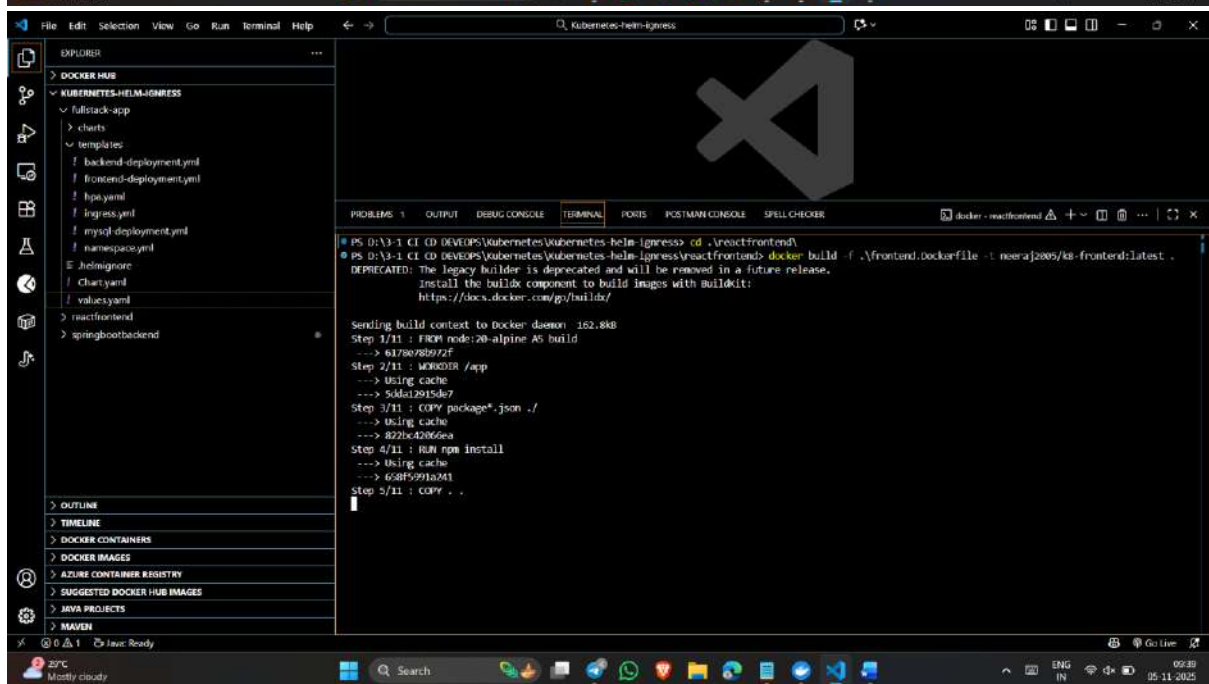 File Edit Selection View Go Run Terminal Help
Kubernetes-helm-ignress
EXPLORER
DOCKER HUB
KUBERNETES-HELM-IGNRESS
fullstack-app
charts
templates
backend-deployment.yml
frontend-deployment.yml
hpa.yaml
ingress.yml
mysql-deployment.yml
namespace.yml
.helmignore
Chart.yaml
values.yaml
reactfrontend
springbootbackend
OUTLINE
TIMELINE
DOCKER CONTAINERS
DOCKER IMAGES
AZURE CONTAINER REGISTRY
SUGGESTED DOCKER HUB IMAGES
JAVA PROJECTS
MAVEN
PROBLEMS 1 OUTPUT DEBUG CONSOLE TERMINAL PORTS POSTMAN CONSOLE SPELL CHECKER
docker - reactfrontend
PS D:\3-1 CI CD DEVEOPS\Kubernetes\Kubernetes-helm-ignress> cd .\reactfrontend\
PS D:\3-1 CI CD DEVEOPS\Kubernetes\Kubernetes-helm-ignress\reactfrontend> docker build -f .\frontend.Dockerfile -t neeraj2005/k8-frontend:latest .
DEPRECATED: The legacy builder is deprecated and will be removed in a future release.
Install the buildx component to build images with BuildKit:
https://docs.docker.com/go/buildx/
Sending build context to Docker daemon 162.8kB
Step 1/11 : FROM node:20-alpine AS build
---> 6178e78b972f
Step 2/11 : WORKDIR /app
---> Using cache
---> 5dda12915de7
Step 3/11 : COPY package*.json ./
---> Using cache
---> 822bc42066ea
Step 4/11 : RUN npm install
---> Using cache
---> 658f5991a241
Step 5/11 : COPY . .
0 1 Java: Ready
Go Live
29°C
Mostly cloudy
Search
ENG
IN
09:39
05-11-2025